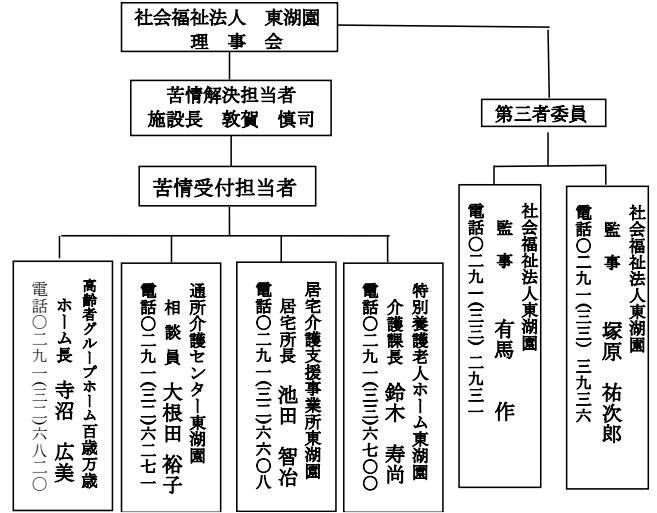 社会福祉法人 東湖園
理 事 会
苦情解決担当者
施設長 敦賀 慎司
第三者委員
苦情受付担当者
社会福祉法人東湖園
監 事 塚原 祐次郎
電話〇二九一(三三)三九三六
社会福祉法人東湖園
監 事 有馬 作
電話〇二九一(三三)二九三一
特別養護老人ホーム東湖園
介護課長 鈴木 寿尚
電話〇二九一(三三)六七〇〇
居宅介護支援事業所東湖園
居宅所長 池田 智冶
電話〇二九一(三二)六六〇八
通所介護センター東湖園
相談員 大根田 裕子
電話〇二九一(三二)六二七一
高齢者グループホーム百歳万歳
ホーム長 寺沼 広美
電話〇二九一(三二)六八二〇